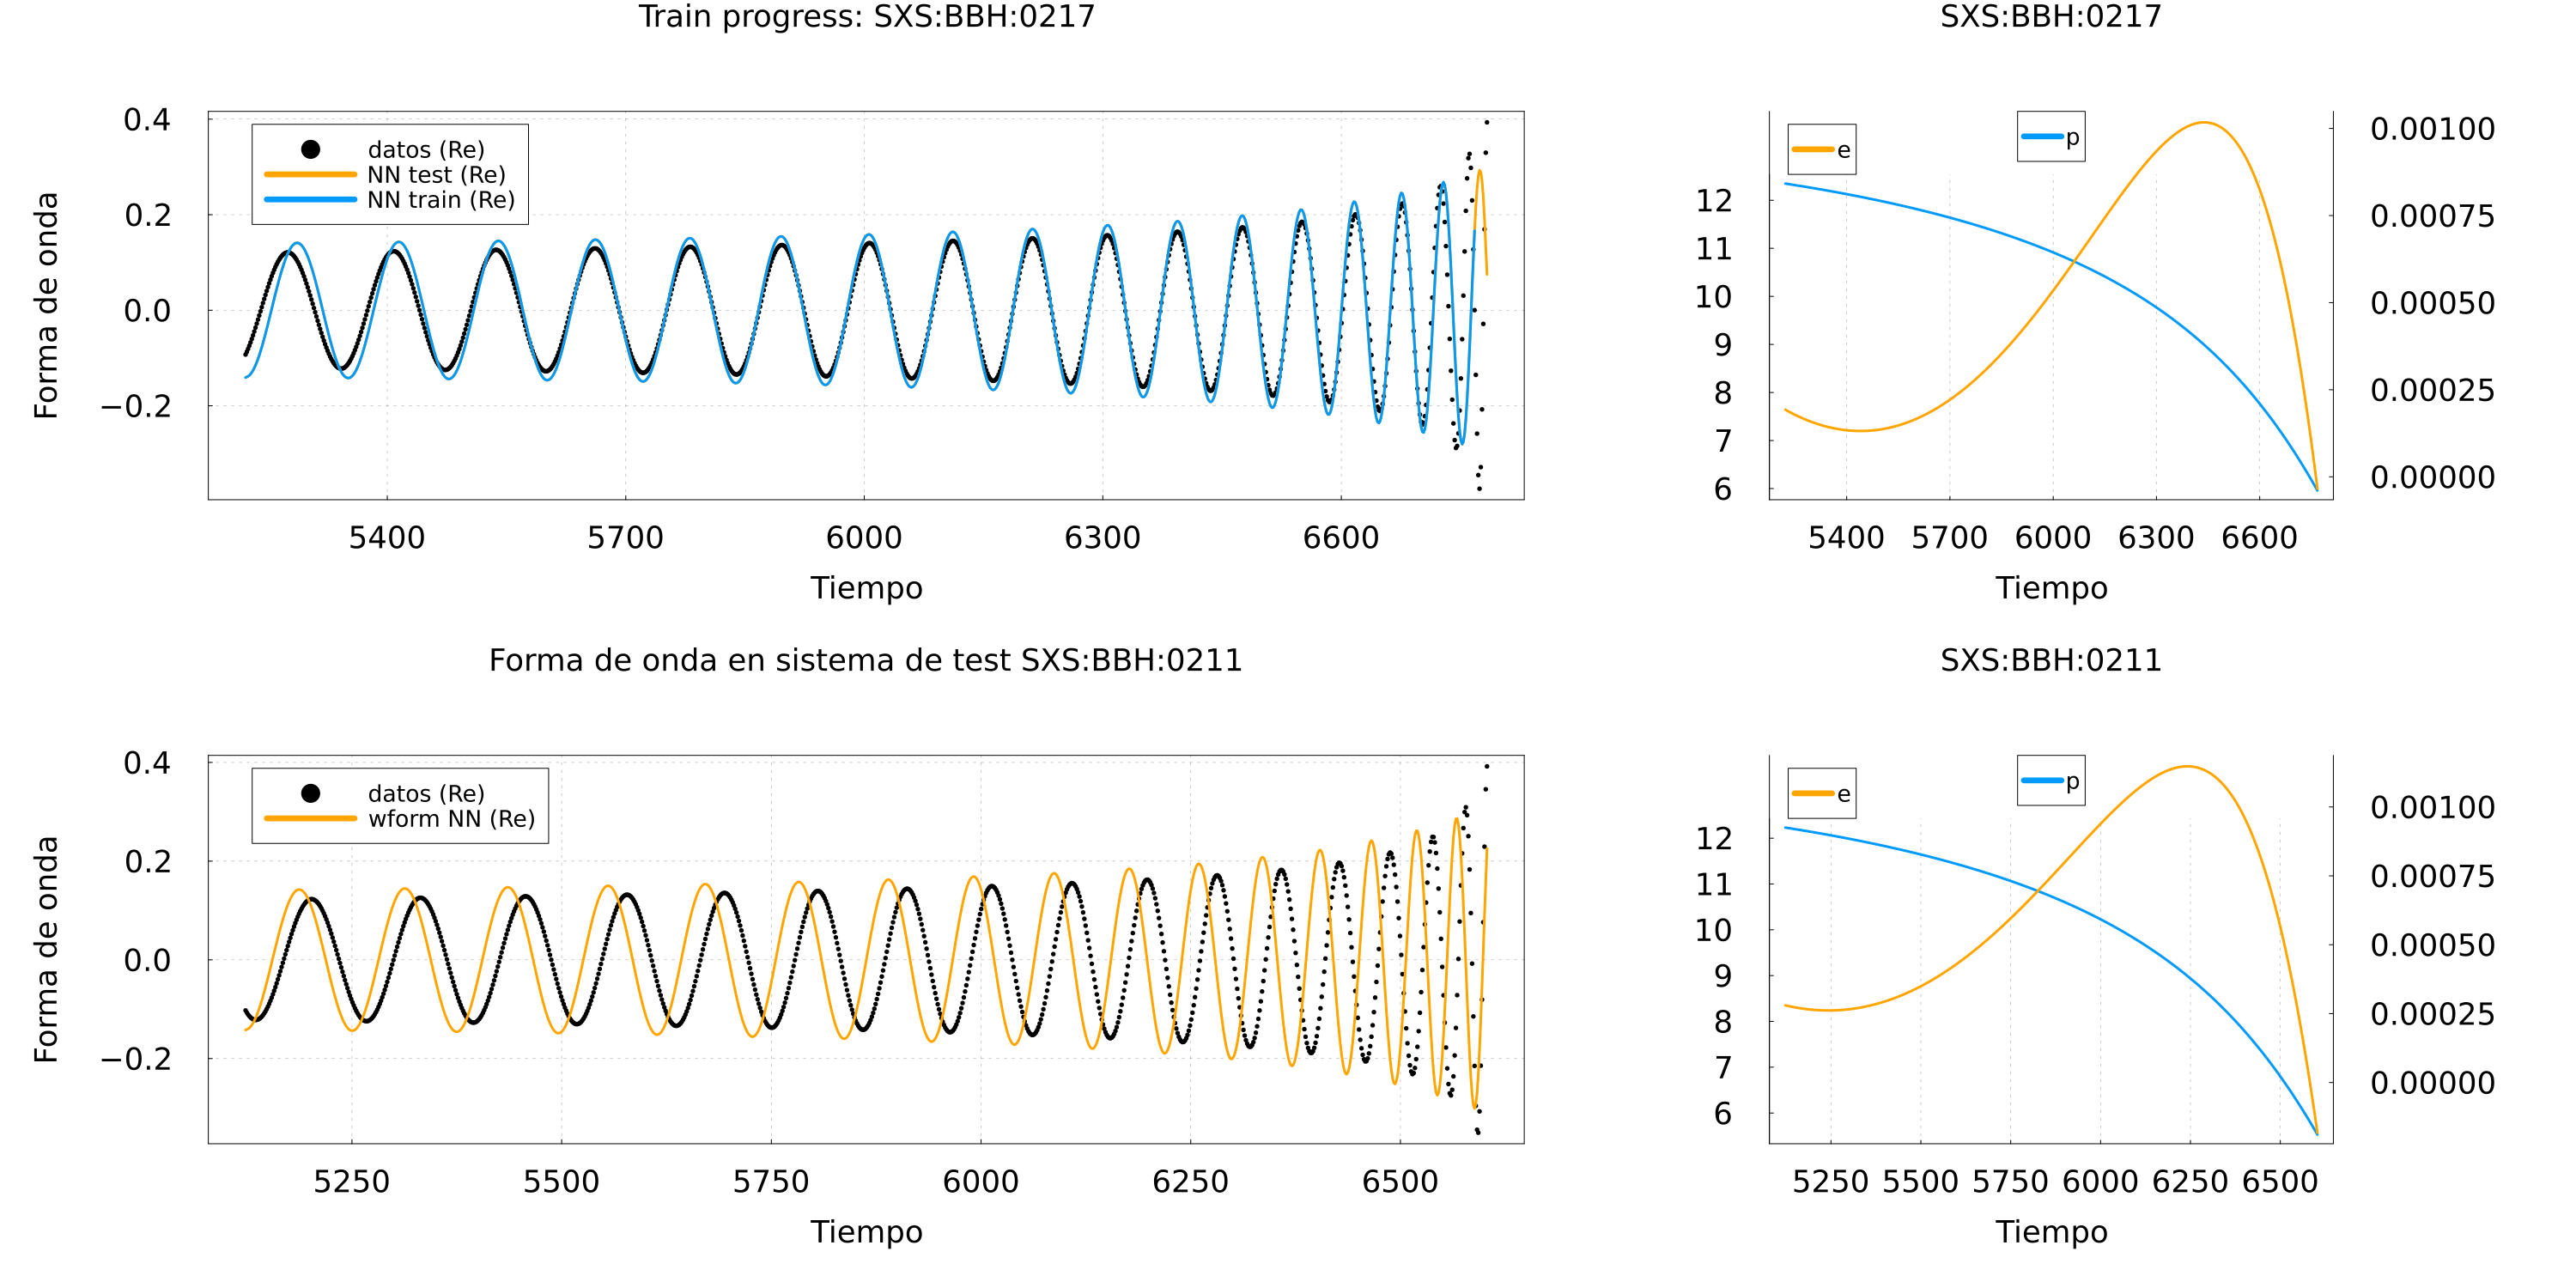 Train progress: SXS:BBH:0217
Forma de onda
0.4
0.2
0.0
−0.2
datos (Re)
NN test (Re)
NN train (Re)
5400 5700 6000 6300 6600
Tiempo
SXS:BBH:0217
e
p
12
11
10
9
8
7
6
0.00100
0.00075
0.00050
0.00025
0.00000
5400 5700 6000 6300 6600
Tiempo
Forma de onda en sistema de test SXS:BBH:0211
Forma de onda
0.4
0.2
0.0
−0.2
datos (Re)
wform NN (Re)
5250 5500 5750 6000 6250 6500
Tiempo
SXS:BBH:0211
e
p
12
11
10
9
8
7
6
0.00100
0.00075
0.00050
0.00025
0.00000
5250 5500 5750 6000 6250 6500
Tiempo